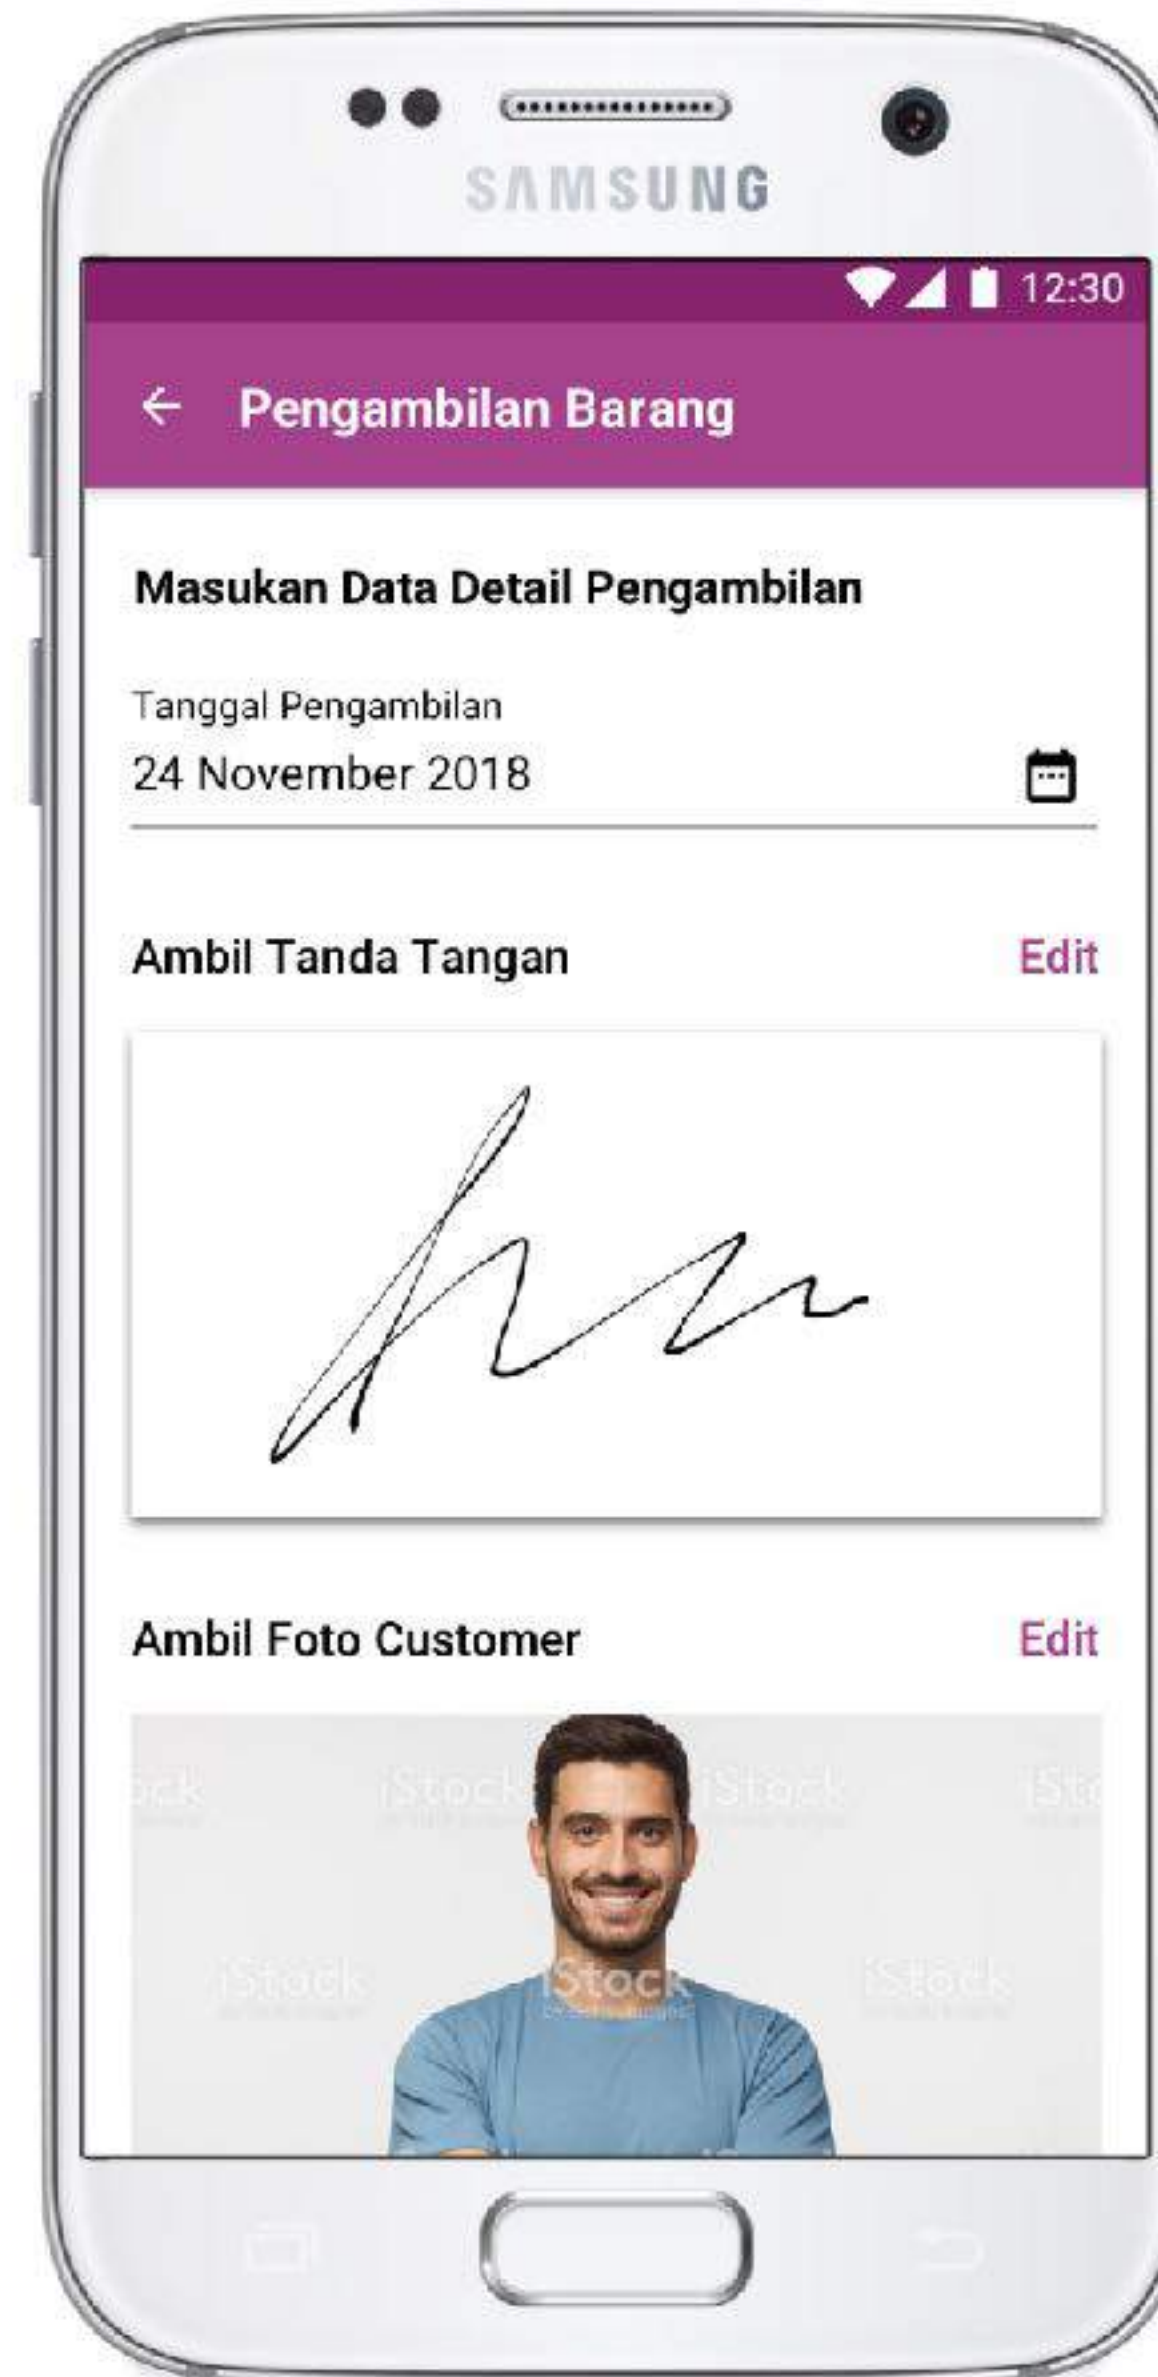 SAMSUNG
12:30
Pengambilan Barang
Masukan Data Detail Pengambilan
Tanggal Pengambilan
24 November 2018
Ambil Tanda Tangan Edit
Ambil Foto Customer Edit
iStock iStock
iStock iStock iStock